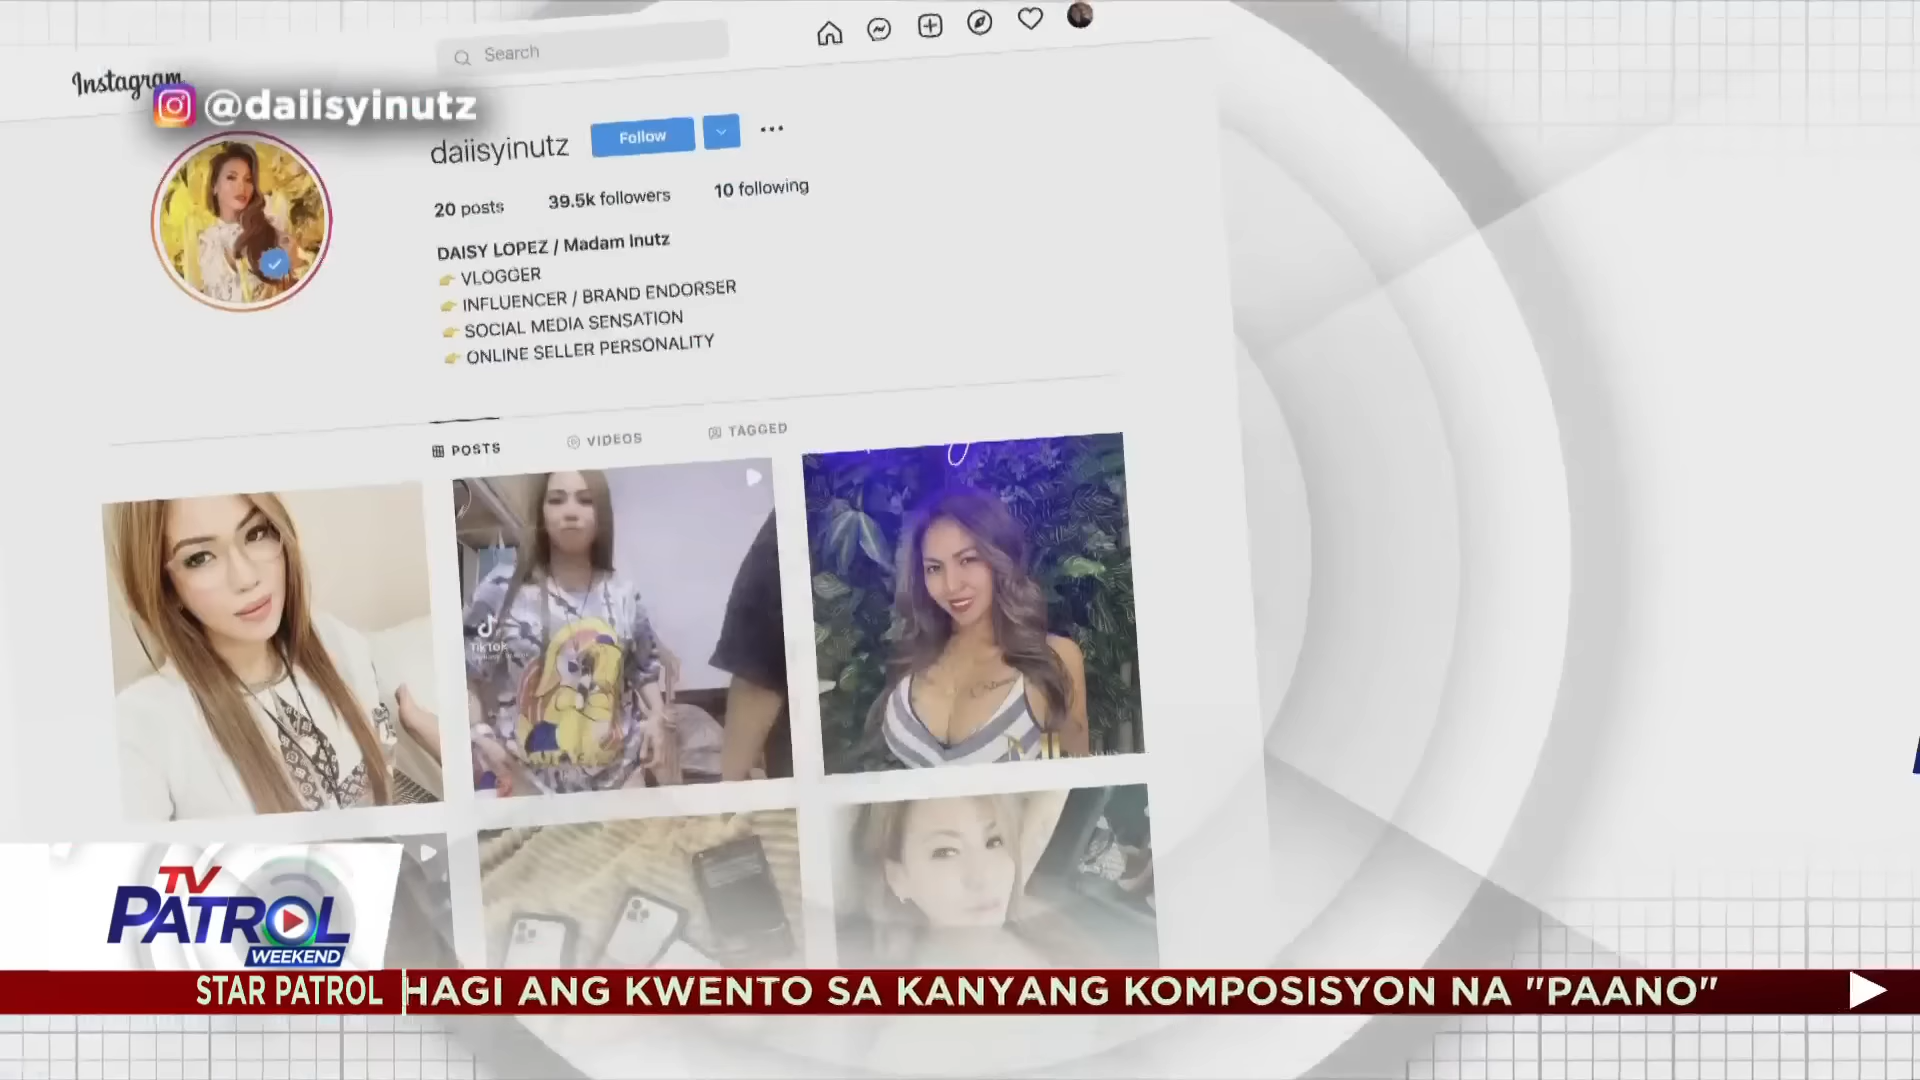 Instagram
Search
@daiisyinutz
daiisyinutz
Follow
20 posts
39.5k followers
10 following
DAISY LOPEZ / Madam Inutz
👉 VLOGGER
👉 INFLUENCER / BRAND ENDORSER
👉 SOCIAL MEDIA SENSATION
👉 ONLINE SELLER PERSONALITY
POSTS
VIDEOS
TAGGED
TikTok
TV
PATROL
WEEKEND
STAR PATROL
HAGI ANG KWENTO SA KANYANG KOMPOSISYON NA "PAANO"